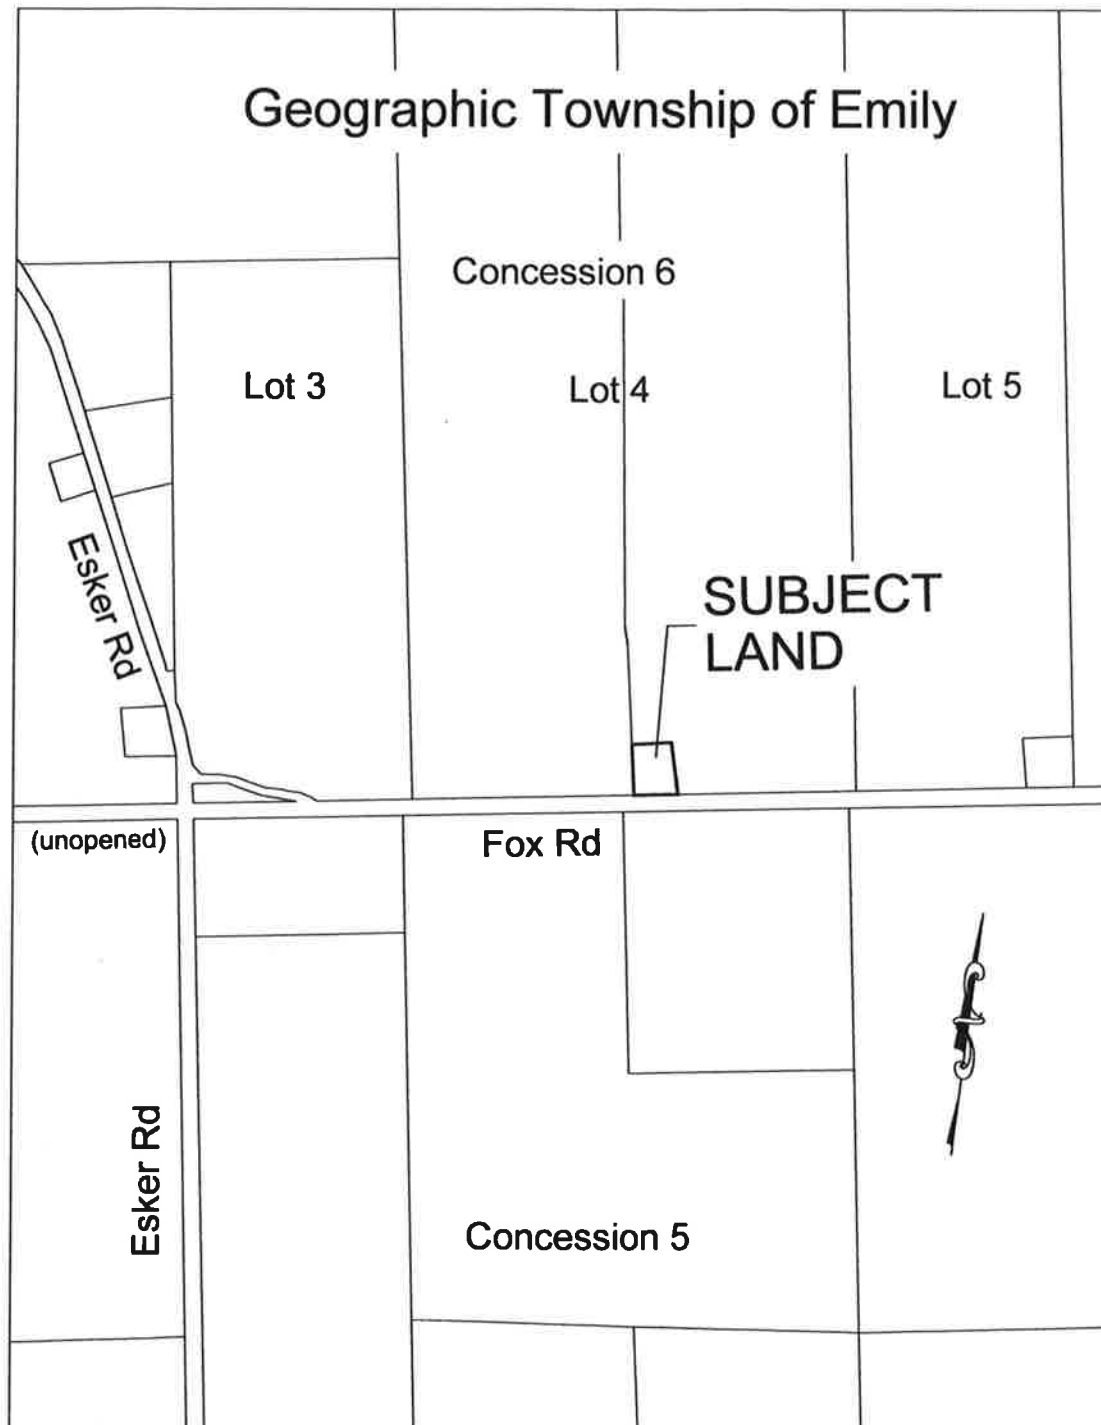 Geographic Township of Emily
Concession 6
Lot 3
Lot 4
Lot 5
Esker Rd
SUBJECT
LAND
(unopened)
Fox Rd
Esker Rd
Concession 5